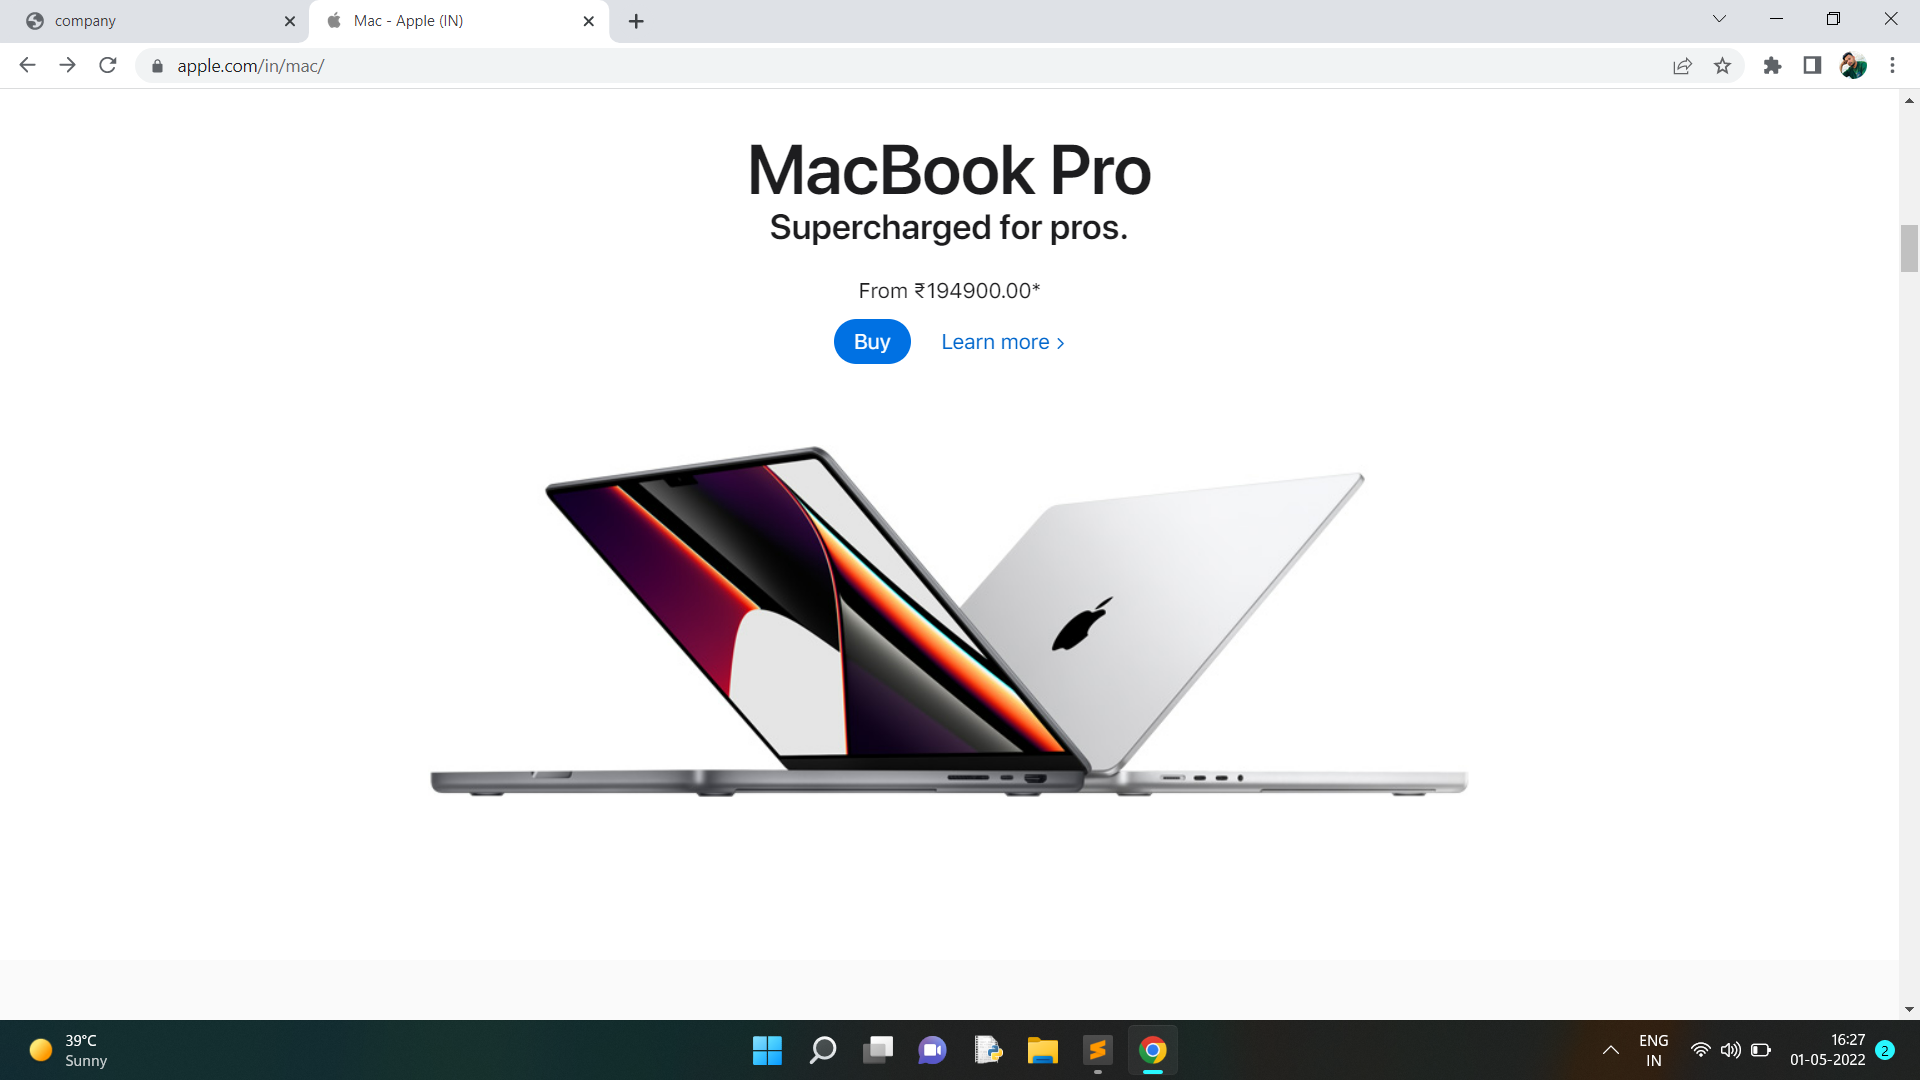 company
Mac - Apple (IN)
apple.com/in/mac/
MacBook Pro
Supercharged for pros.
From ₹194900.00*
Buy
Learn more >
39°C
Sunny
ENG
IN
16:27
01-05-2022
2